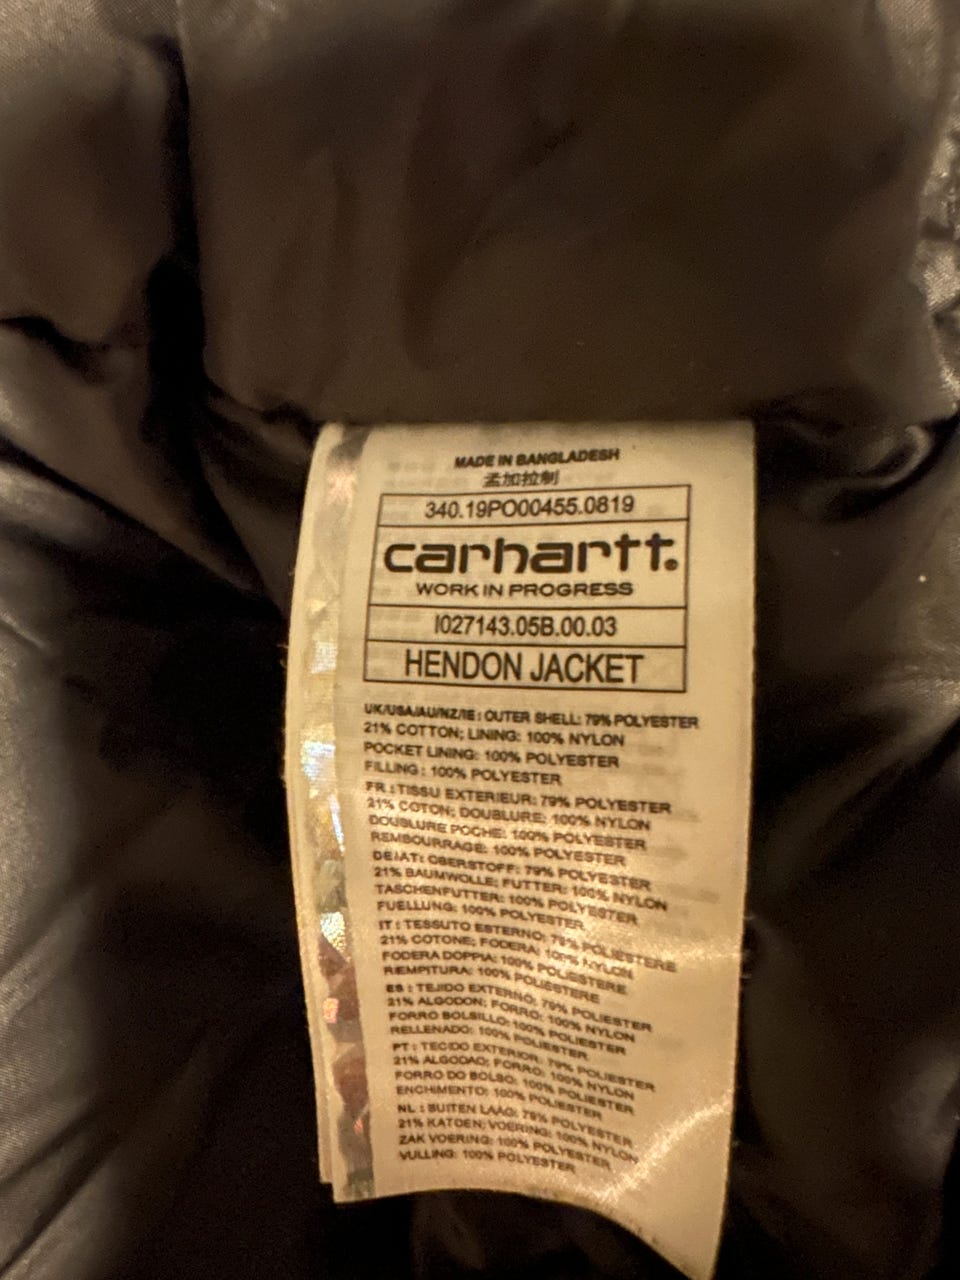 MADE IN BANGLADESH
孟加拉制
340.19PO00455.0819
carhartt.
WORK IN PROGRESS
I027143.05B.00.03
HENDON JACKET
UK/USA/AU/NZ/IE : OUTER SHELL: 79% POLYESTER
21% COTTON; LINING: 100% NYLON
POCKET LINING: 100% POLYESTER
FILLING : 100% POLYESTER
FR : TISSU EXTERIEUR: 79% POLYESTER
21% COTON; DOUBLURE: 100% NYLON
DOUBLURE POCHE: 100% POLYESTER
REMBOURRAGE: 100% POLYESTER
DE/AT: OBERSTOFF: 79% POLYESTER
21% BAUMWOLLE; FUTTER: 100% NYLON
TASCHENFUTTER: 100% POLYESTER
FUELLUNG: 100% POLYESTER
IT : TESSUTO ESTERNO: 79% POLIESTERE
21% COTONE; FODERA: 100% NYLON
FODERA DOPPIA: 100% POLIESTERE
RIEMPITURA: 100% POLIESTERE
ES : TEJIDO EXTERNO: 79% POLIESTER
21% ALGODON; FORRO: 100% NYLON
FORRO BOLSILLO: 100% POLIESTER
RELLENADO: 100% POLIESTER
PT : TECIDO EXTERIOR: 79% POLIESTER
21% ALGODAO; FORRO: 100% NYLON
FORRO DO BOLSO: 100% POLIESTER
ENCHIMENTO: 100% POLIESTER
NL : BUITEN LAAG: 79% POLYESTER
21% KATOEN; VOERING: 100% NYLON
ZAK VOERING: 100% POLYESTER
VULLING: 100% POLYESTER